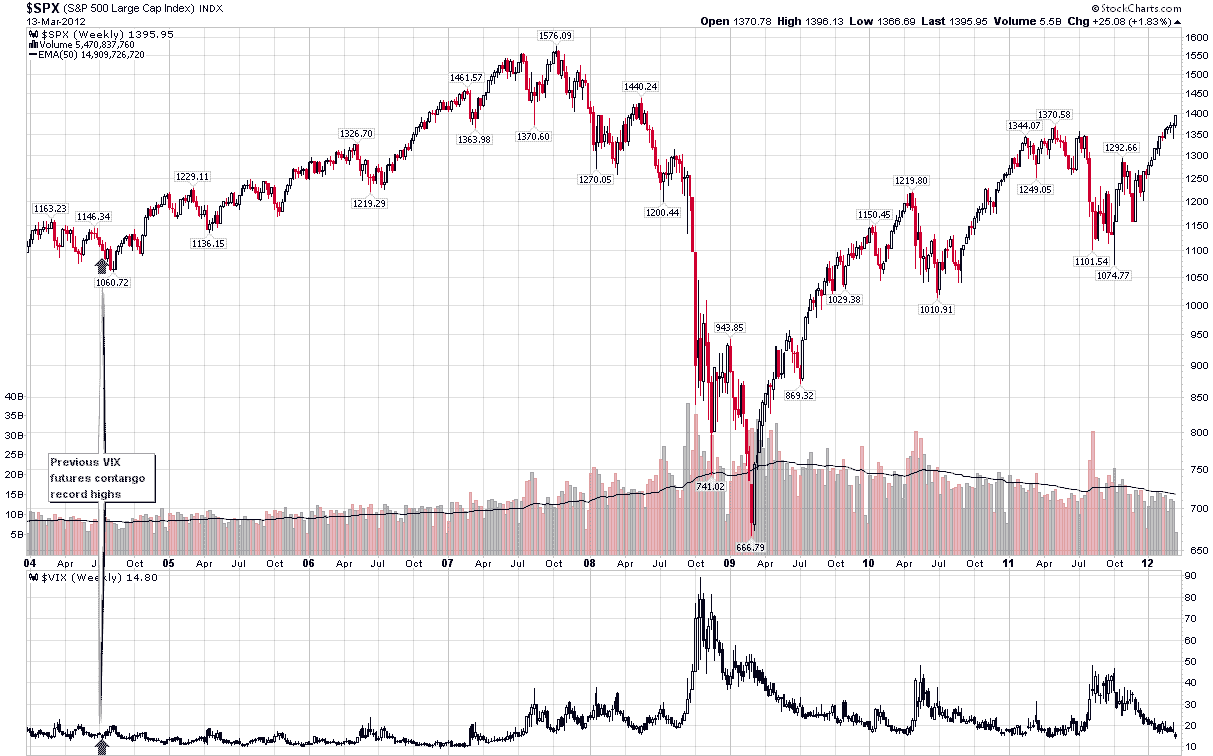 $SPX (S&P 500 Large Cap Index) INDX
© StockCharts.com
13-Mar-2012
Open 1370.78 High 1396.13 Low 1366.69 Last 1395.95 Volume 5.5B Chg +25.08 (+1.83%)
$SPX (Weekly) 1395.95
Volume 5,470,837,760
EMA(50) 14,909,726,720
1576.09
1461.57
1440.24
1370.58
1344.07
1326.70
1363.98
1370.60
1292.66
1229.11
1270.05
1219.80
1249.05
1163.23
1146.34
1219.29
1200.44
1150.45
1136.15
1101.54
1074.77
1060.72
1029.38
1010.91
943.85
869.32
741.02
666.79
1600
1550
1500
1450
1400
1350
1300
1250
1200
1150
1100
1050
1000
950
900
850
800
750
700
650
40B
35B
30B
25B
20B
15B
10B
5B
Previous VIX
futures contango
record highs
04 Apr Jul Oct 05 Apr Jul Oct 06 Apr Jul Oct 07 Apr Jul Oct 08 Apr Jul Oct 09 Apr Jul Oct 10 Apr Jul Oct 11 Apr Jul Oct 12
$VIX (Weekly) 14.80
90
80
70
60
50
40
30
20
10